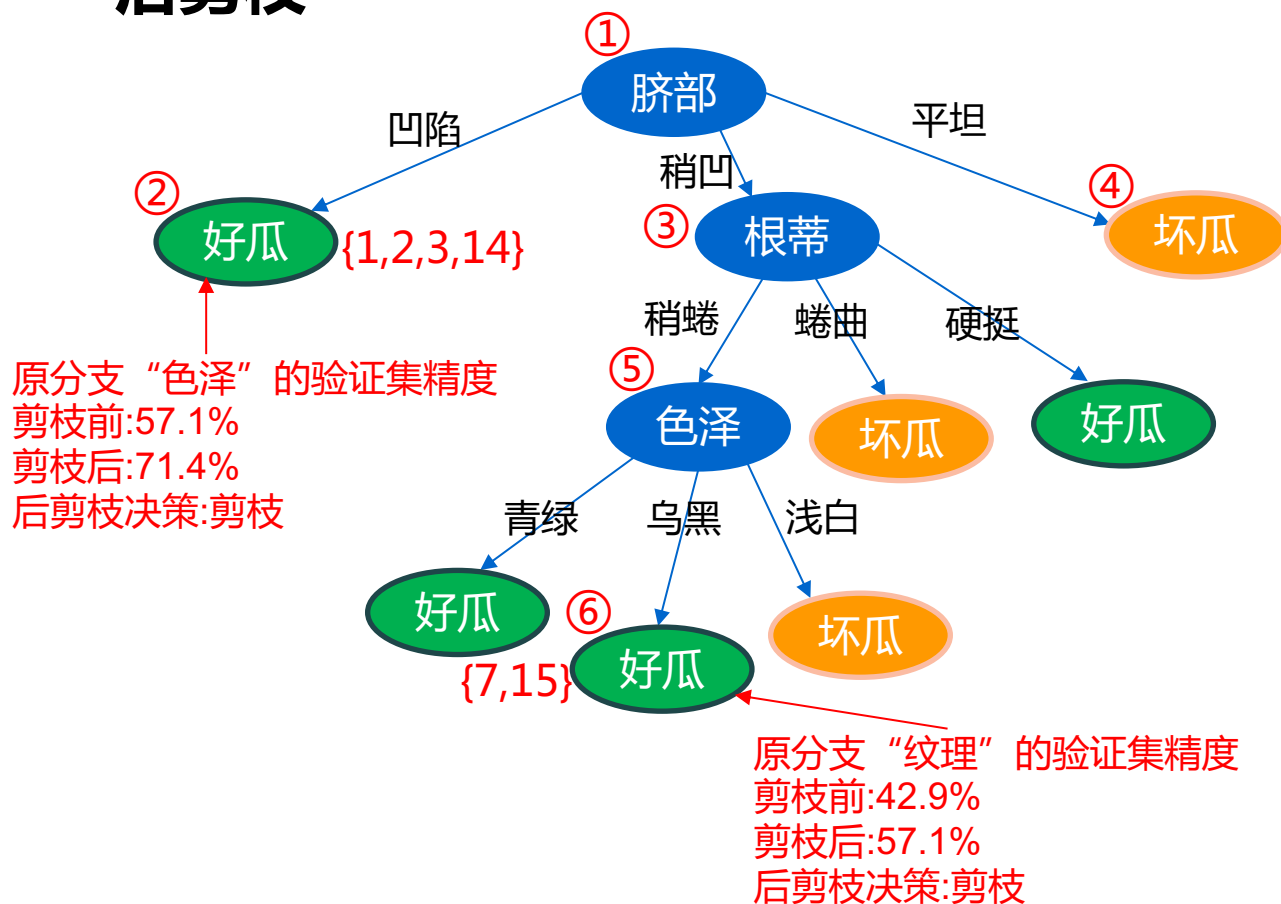 后剪枝
①
脐部
凹陷
稍凹
平坦
②
好瓜
{1,2,3,14}
③
根蒂
④
坏瓜
稍蜷
蜷曲
硬挺
原分支“色泽”的验证集精度
剪枝前:57.1%
剪枝后:71.4%
后剪枝决策:剪枝
⑤
色泽
坏瓜
好瓜
青绿
乌黑
浅白
好瓜
⑥
好瓜
{7,15}
坏瓜
原分支“纹理”的验证集精度
剪枝前:42.9%
剪枝后:57.1%
后剪枝决策:剪枝